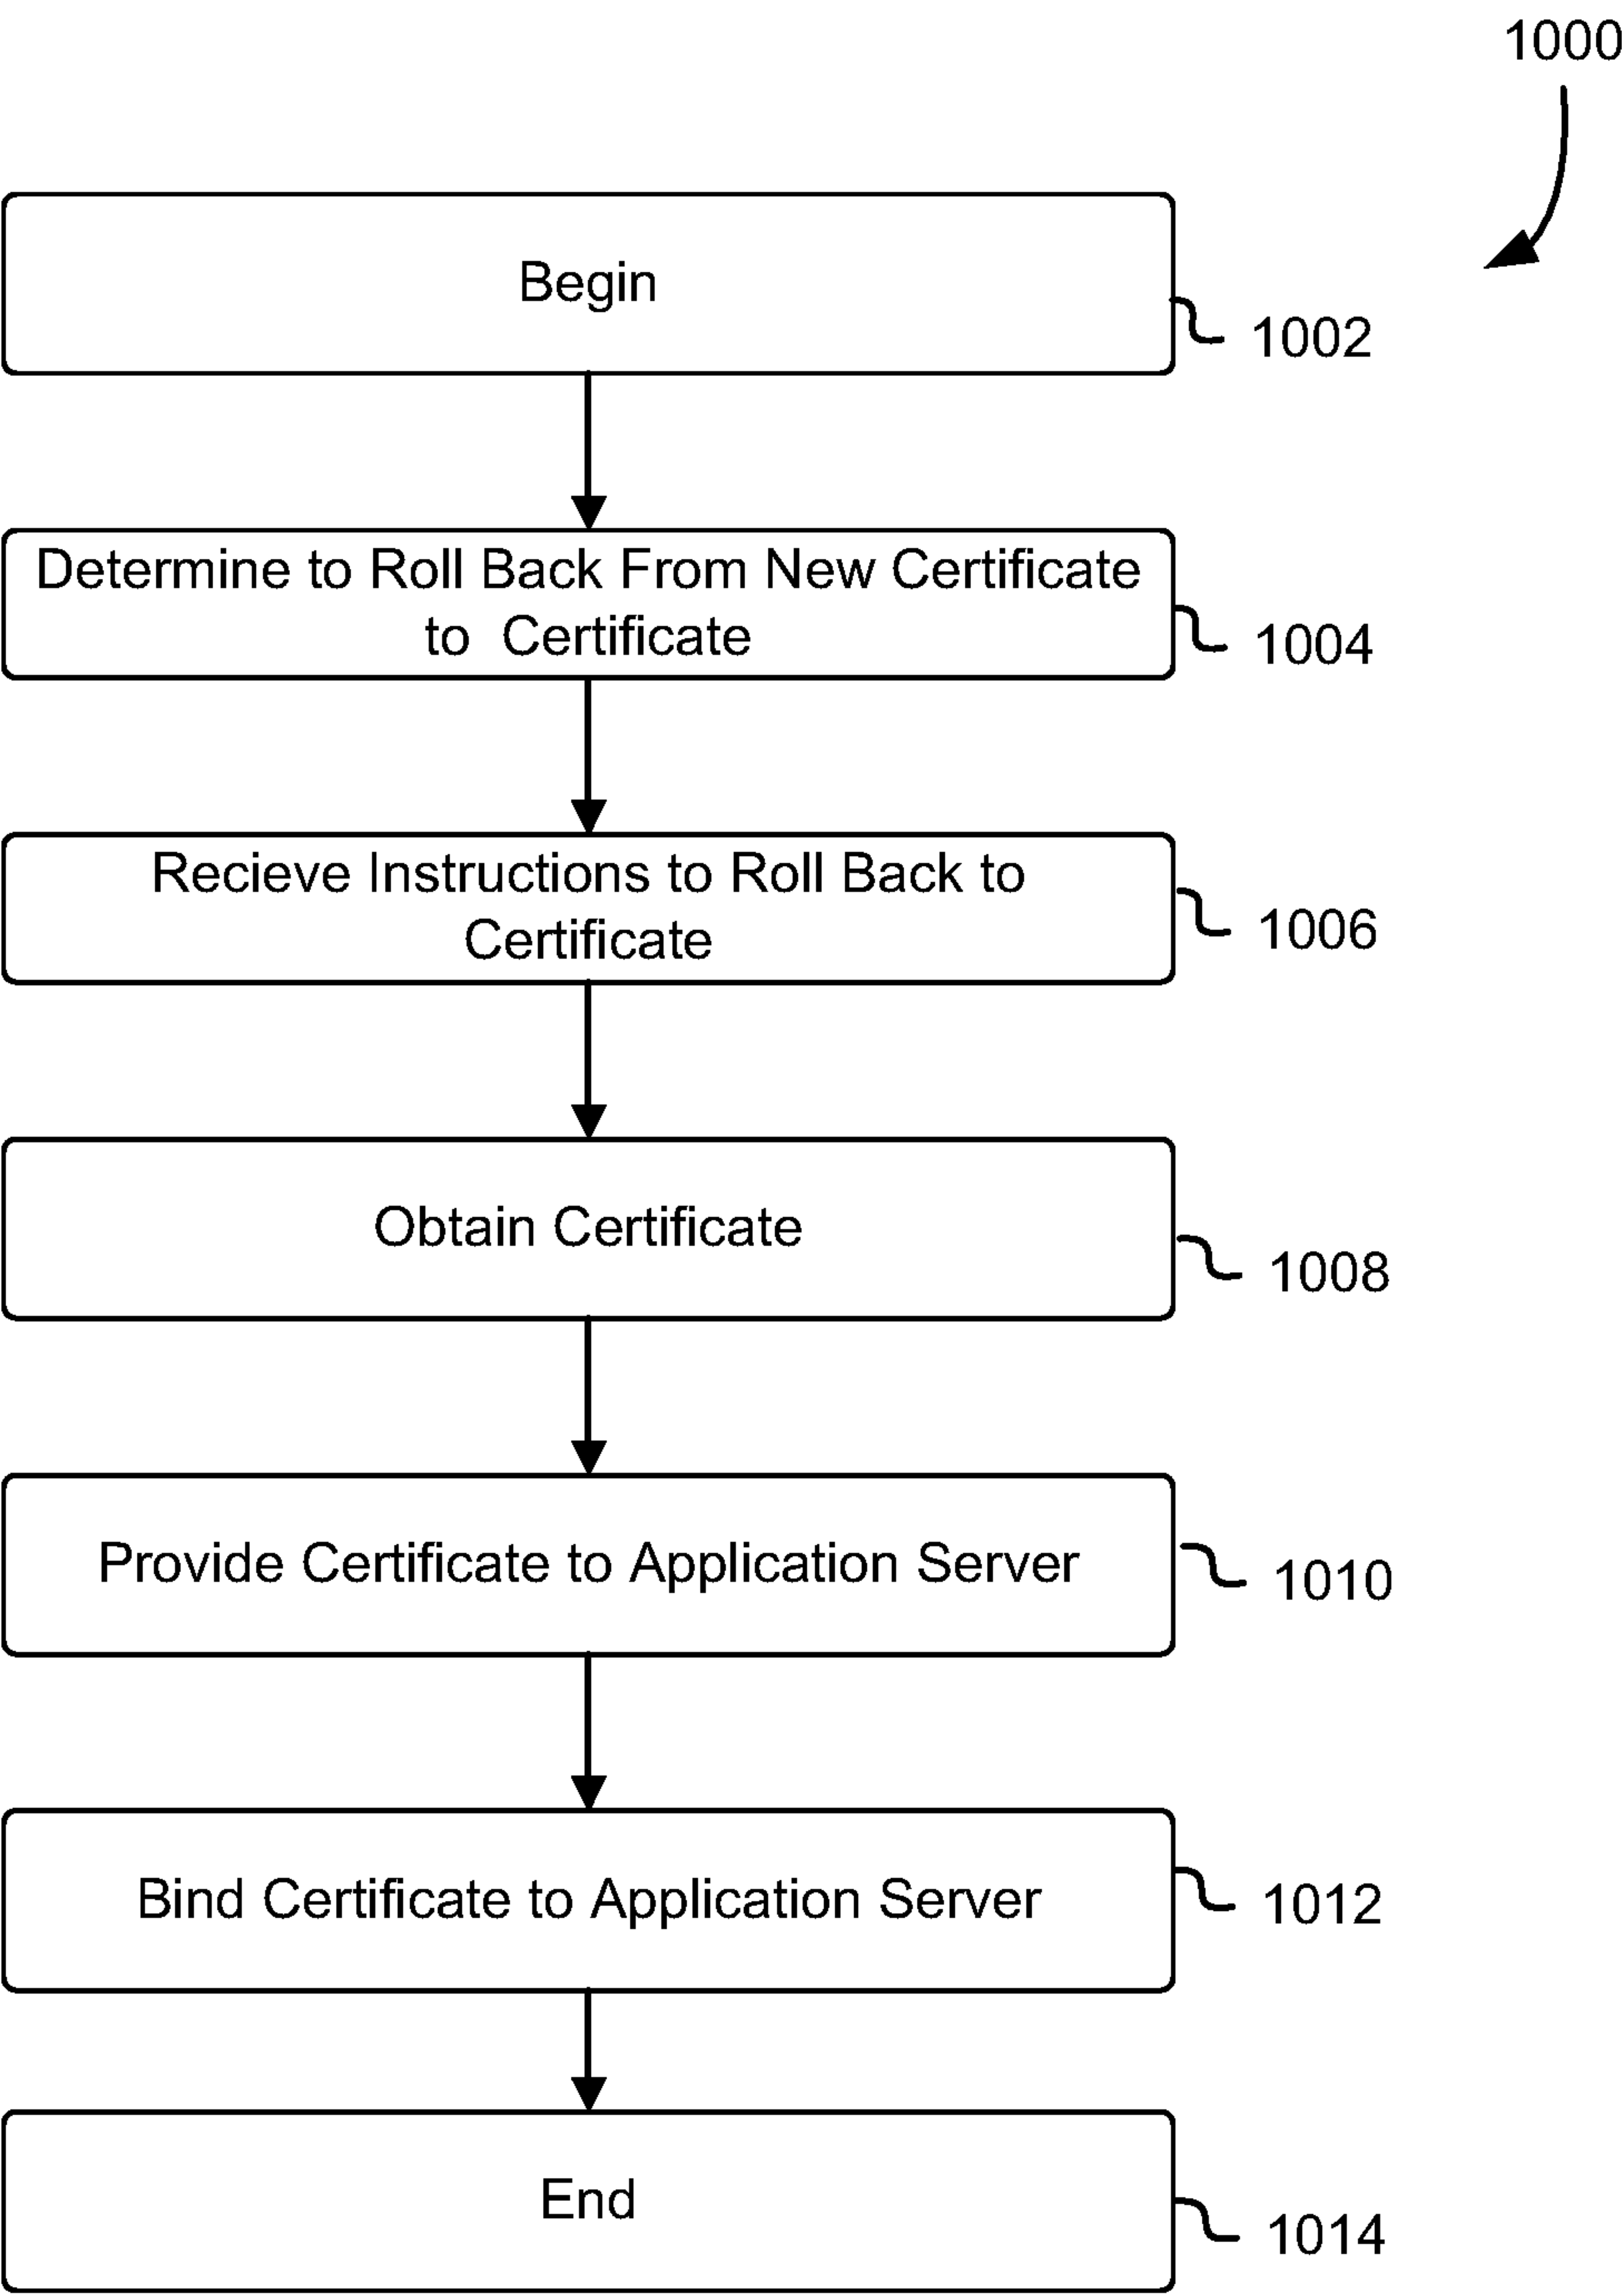 1000
Begin
1002
Determine to Roll Back From New Certificate
to Certificate
1004
Recieve Instructions to Roll Back to
Certificate
1006
Obtain Certificate
1008
Provide Certificate to Application Server
1010
Bind Certificate to Application Server
1012
End
1014